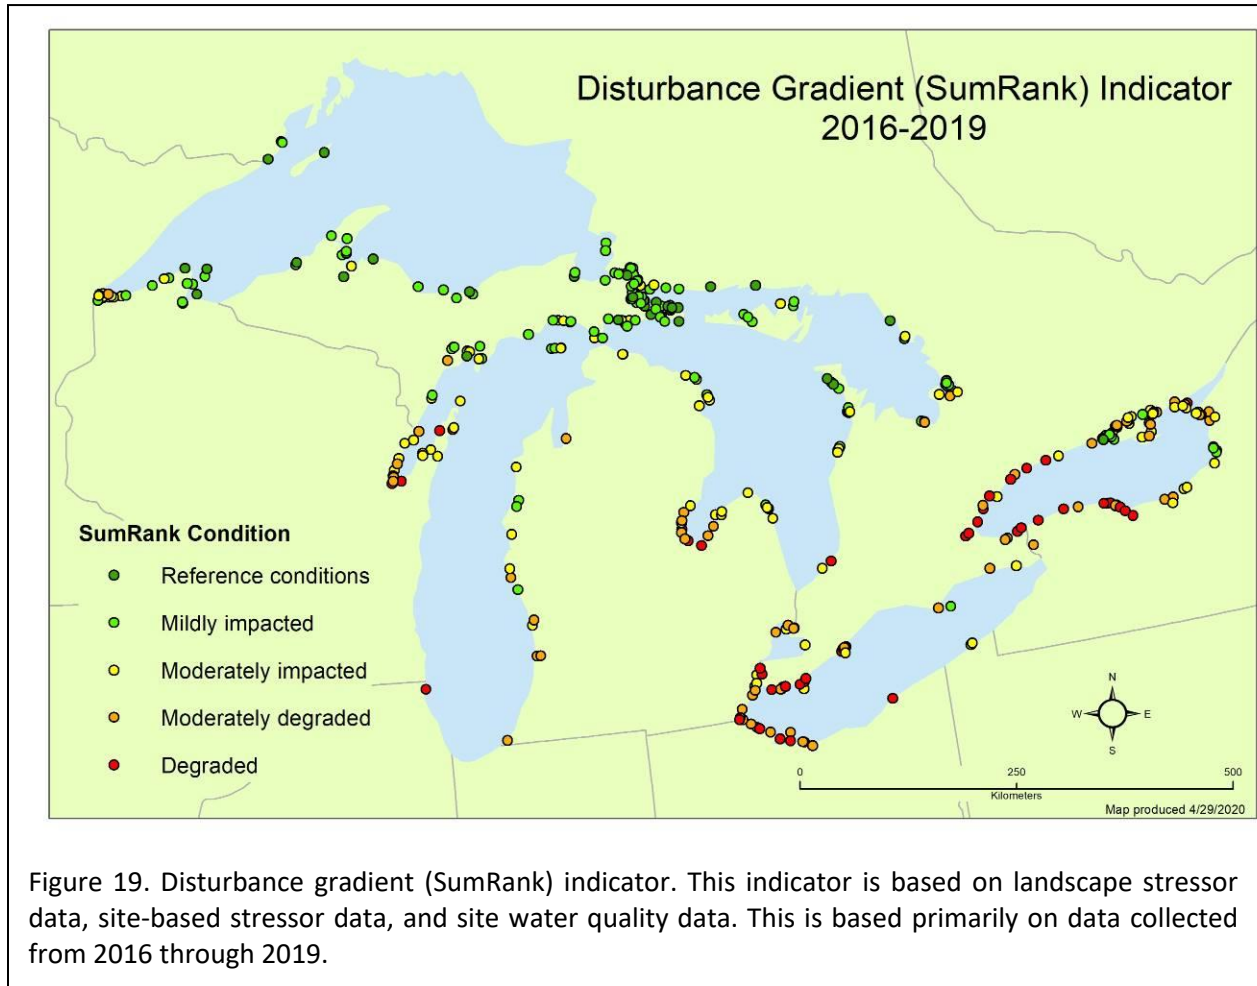 Disturbance Gradient (SumRank) Indicator
2016-2019
SumRank Condition
Reference conditions
Mildly impacted
Moderately impacted
Moderately degraded
Degraded
N
W E
S
0 250 500
Kilometers
Map produced 4/29/2020
Figure 19. Disturbance gradient (SumRank) indicator. This indicator is based on landscape stressor
data, site-based stressor data, and site water quality data. This is based primarily on data collected
from 2016 through 2019.